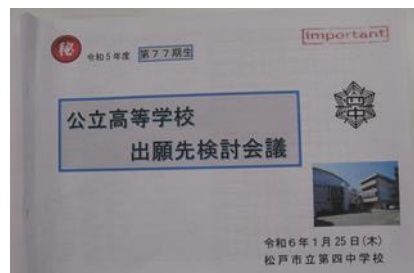 important
秘 令和5年度 第77期生
公立高等学校
出願先検討会議
四中
令和6年1月25日(木)
松戸市立第四中学校